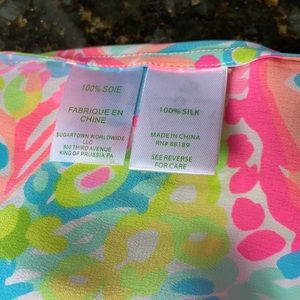 100% SOIE
FABRIQUE EN
CHINE
SUGARTOWN WORLDWIDE
LLC
800 THIRD AVENUE
KING OF PRUSSIA PA
100% SILK
MADE IN CHINA
RN# 88189
SEE REVERSE
FOR CARE